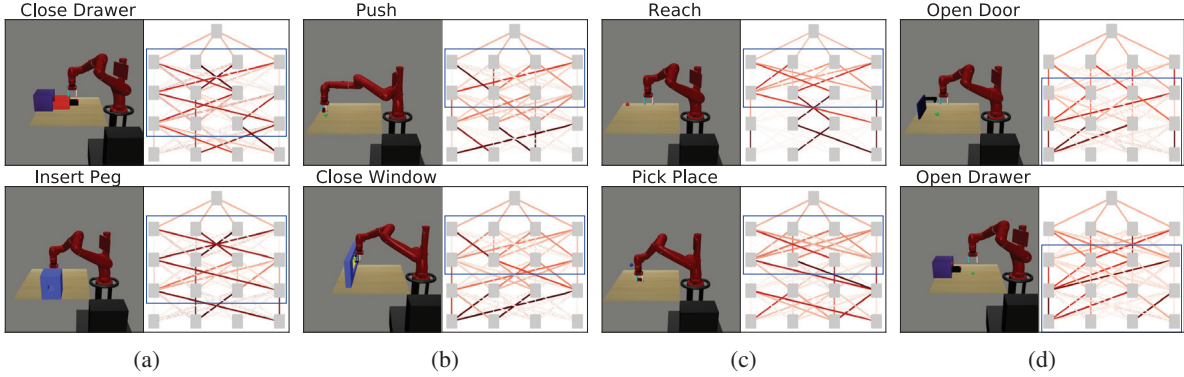 Close Drawer
Push
Reach
Open Door
Insert Peg
Close Window
Pick Place
Open Drawer
(a)
(b)
(c)
(d)